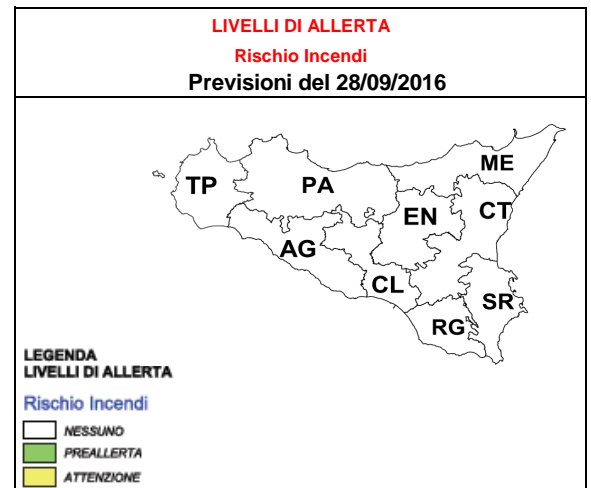 LIVELLI DI ALLERTA
Rischio Incendi
Previsioni del 28/09/2016
ME
TP
PA
EN
CT
AG
CL
SR
RG
LEGENDA
LIVELLI DI ALLERTA
Rischio Incendi
NESSUNO
PREALLERTA
ATTENZIONE